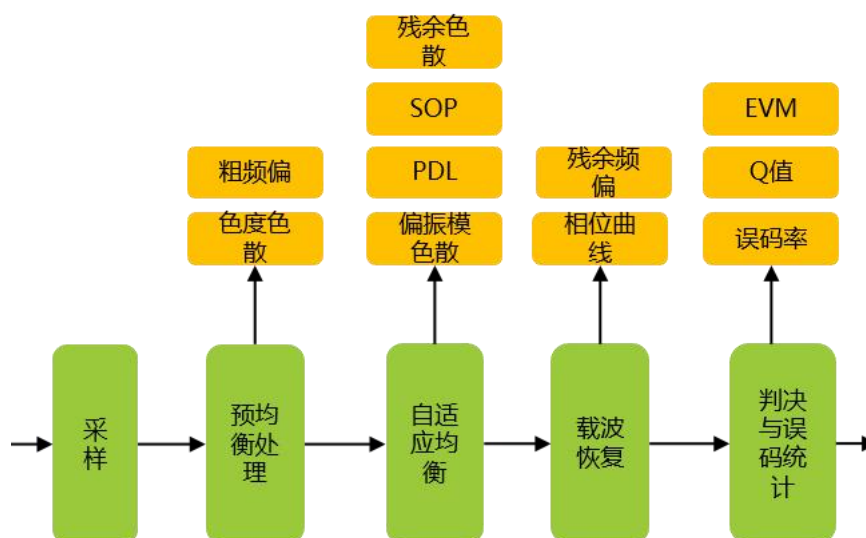 残余色
散
SOP
EVM
粗频偏
PDL
残余频
偏
Q值
色度色
散
偏振模
色散
相位曲
线
误码率
采
样
预均
衡处
理
自适
应均
衡
载波
恢复
判决
与误
码统
计